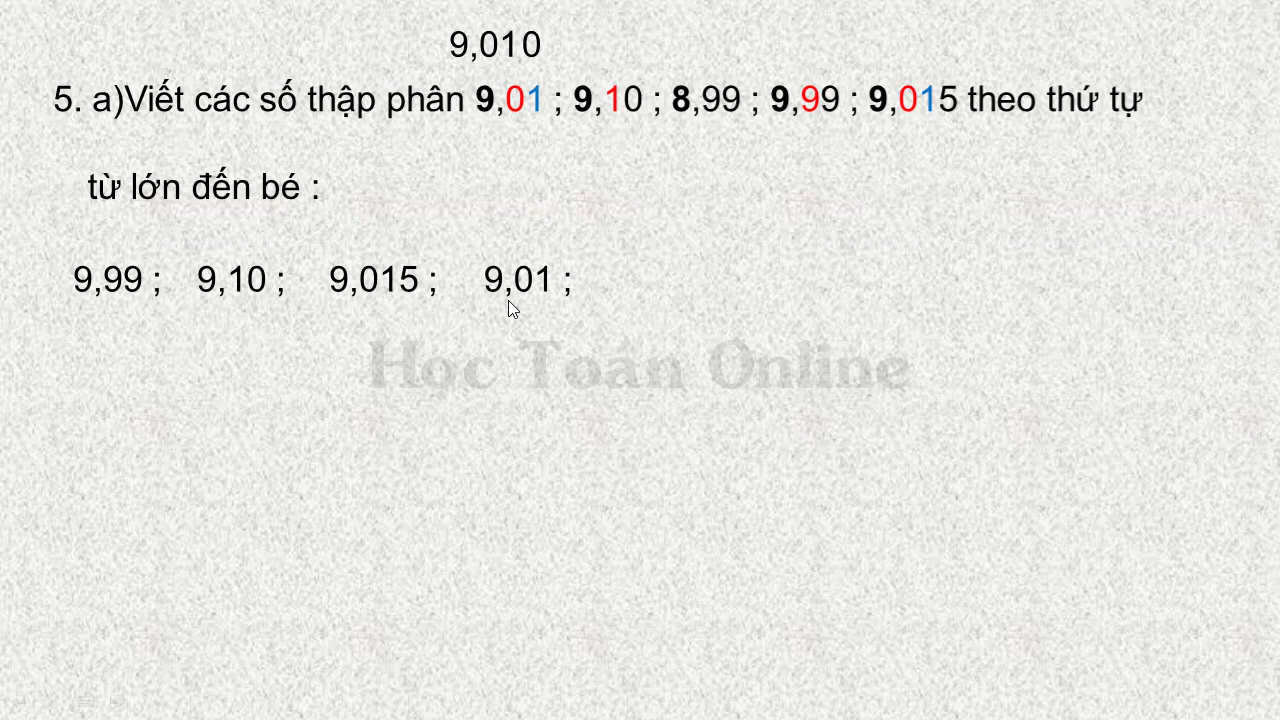 9,010
5. a)Viết các số thập phân 9,01 ; 9,10 ; 8,99 ; 9,99 ; 9,015 theo thứ tự
từ lớn đến bé :
9,99 ; 9,10 ; 9,015 ; 9,01 ;
Học Toán Online